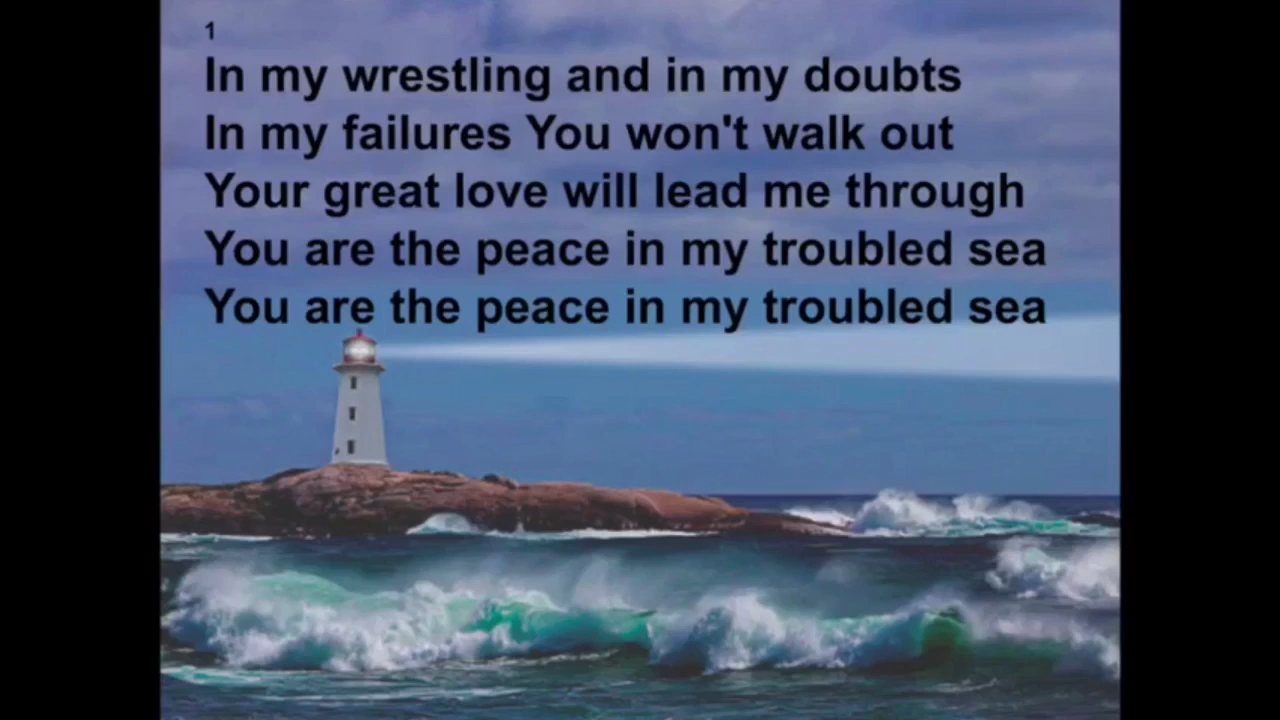 1
In my wrestling and in my doubts
In my failures You won't walk out
Your great love will lead me through
You are the peace in my troubled sea
You are the peace in my troubled sea